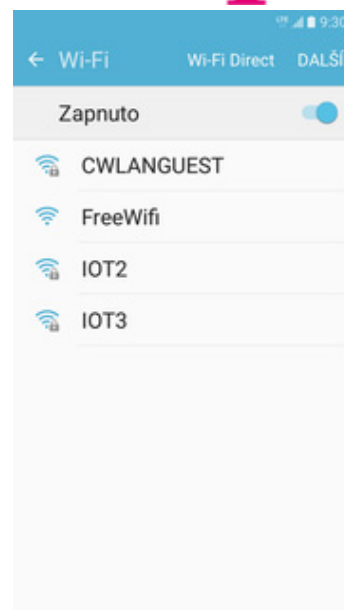 9:30
Wi-Fi Wi-Fi Direct DALŠÍ
Zapnuto
CWLANGUEST
FreeWifi
IOT2
IOT3